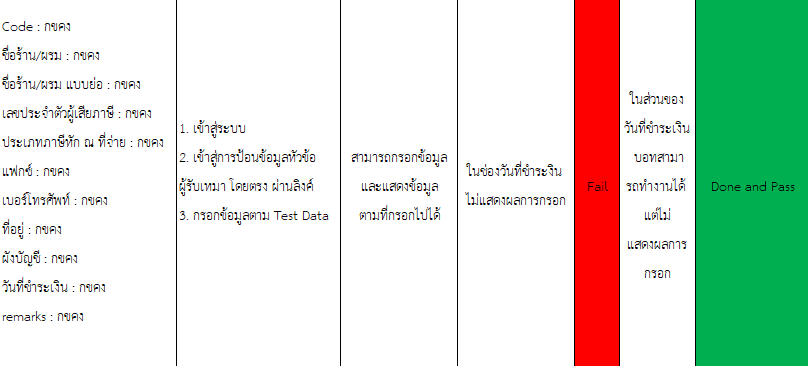 Code : กขคง
ชื่อร้าน/ผรม : กขคง
ชื่อร้าน/ผรม แบบย่อ : กขคง
เลขประจำตัวผู้เสียภาษี : กขคง
ประเภทภาษีหัก ณ ที่จ่าย : กขคง
แฟกซ์ : กขคง
เบอร์โทรศัพท์ : กขคง
ที่อยู่ : กขคง
ผังบัญชี : กขคง
วันที่ชำระเงิน : กขคง
remarks : กขคง
1. เข้าสู่ระบบ
2. เข้าสู่การป้อนข้อมูลหัวข้อ
ผู้รับเหมา โดยตรง ผ่านลิงค์
3. กรอกข้อมูลตาม Test Data
สามารถกรอกข้อมูล
และแสดงข้อมูล
ตามที่กรอกไปได้
ในช่องวันที่ชำระงิน
ไม่แสดงผลการกรอก
Fail
ในส่วนของ
วันที่ชำระเงิน
บอทสามา
รถทำงานได้
แต่ไม่
แสดงผลการ
กรอก
Done and Pass